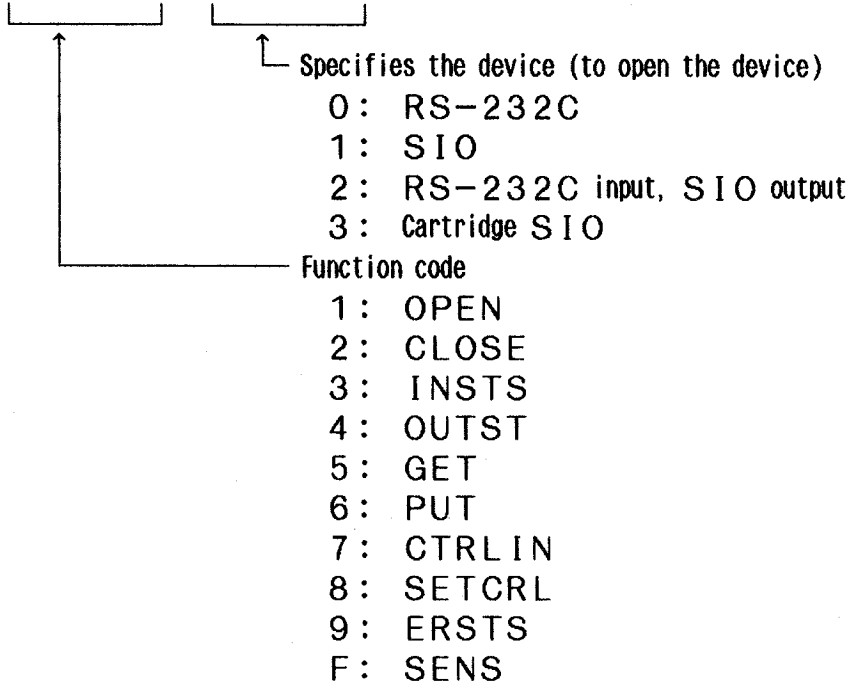 Specifies the device (to open the device)
0: RS-232C
1: SIO
2: RS-232C input, SIO output
3: Cartridge SIO
Function code
1: OPEN
2: CLOSE
3: INSTS
4: OUTST
5: GET
6: PUT
7: CTRLIN
8: SETCRL
9: ERSTS
F: SENS